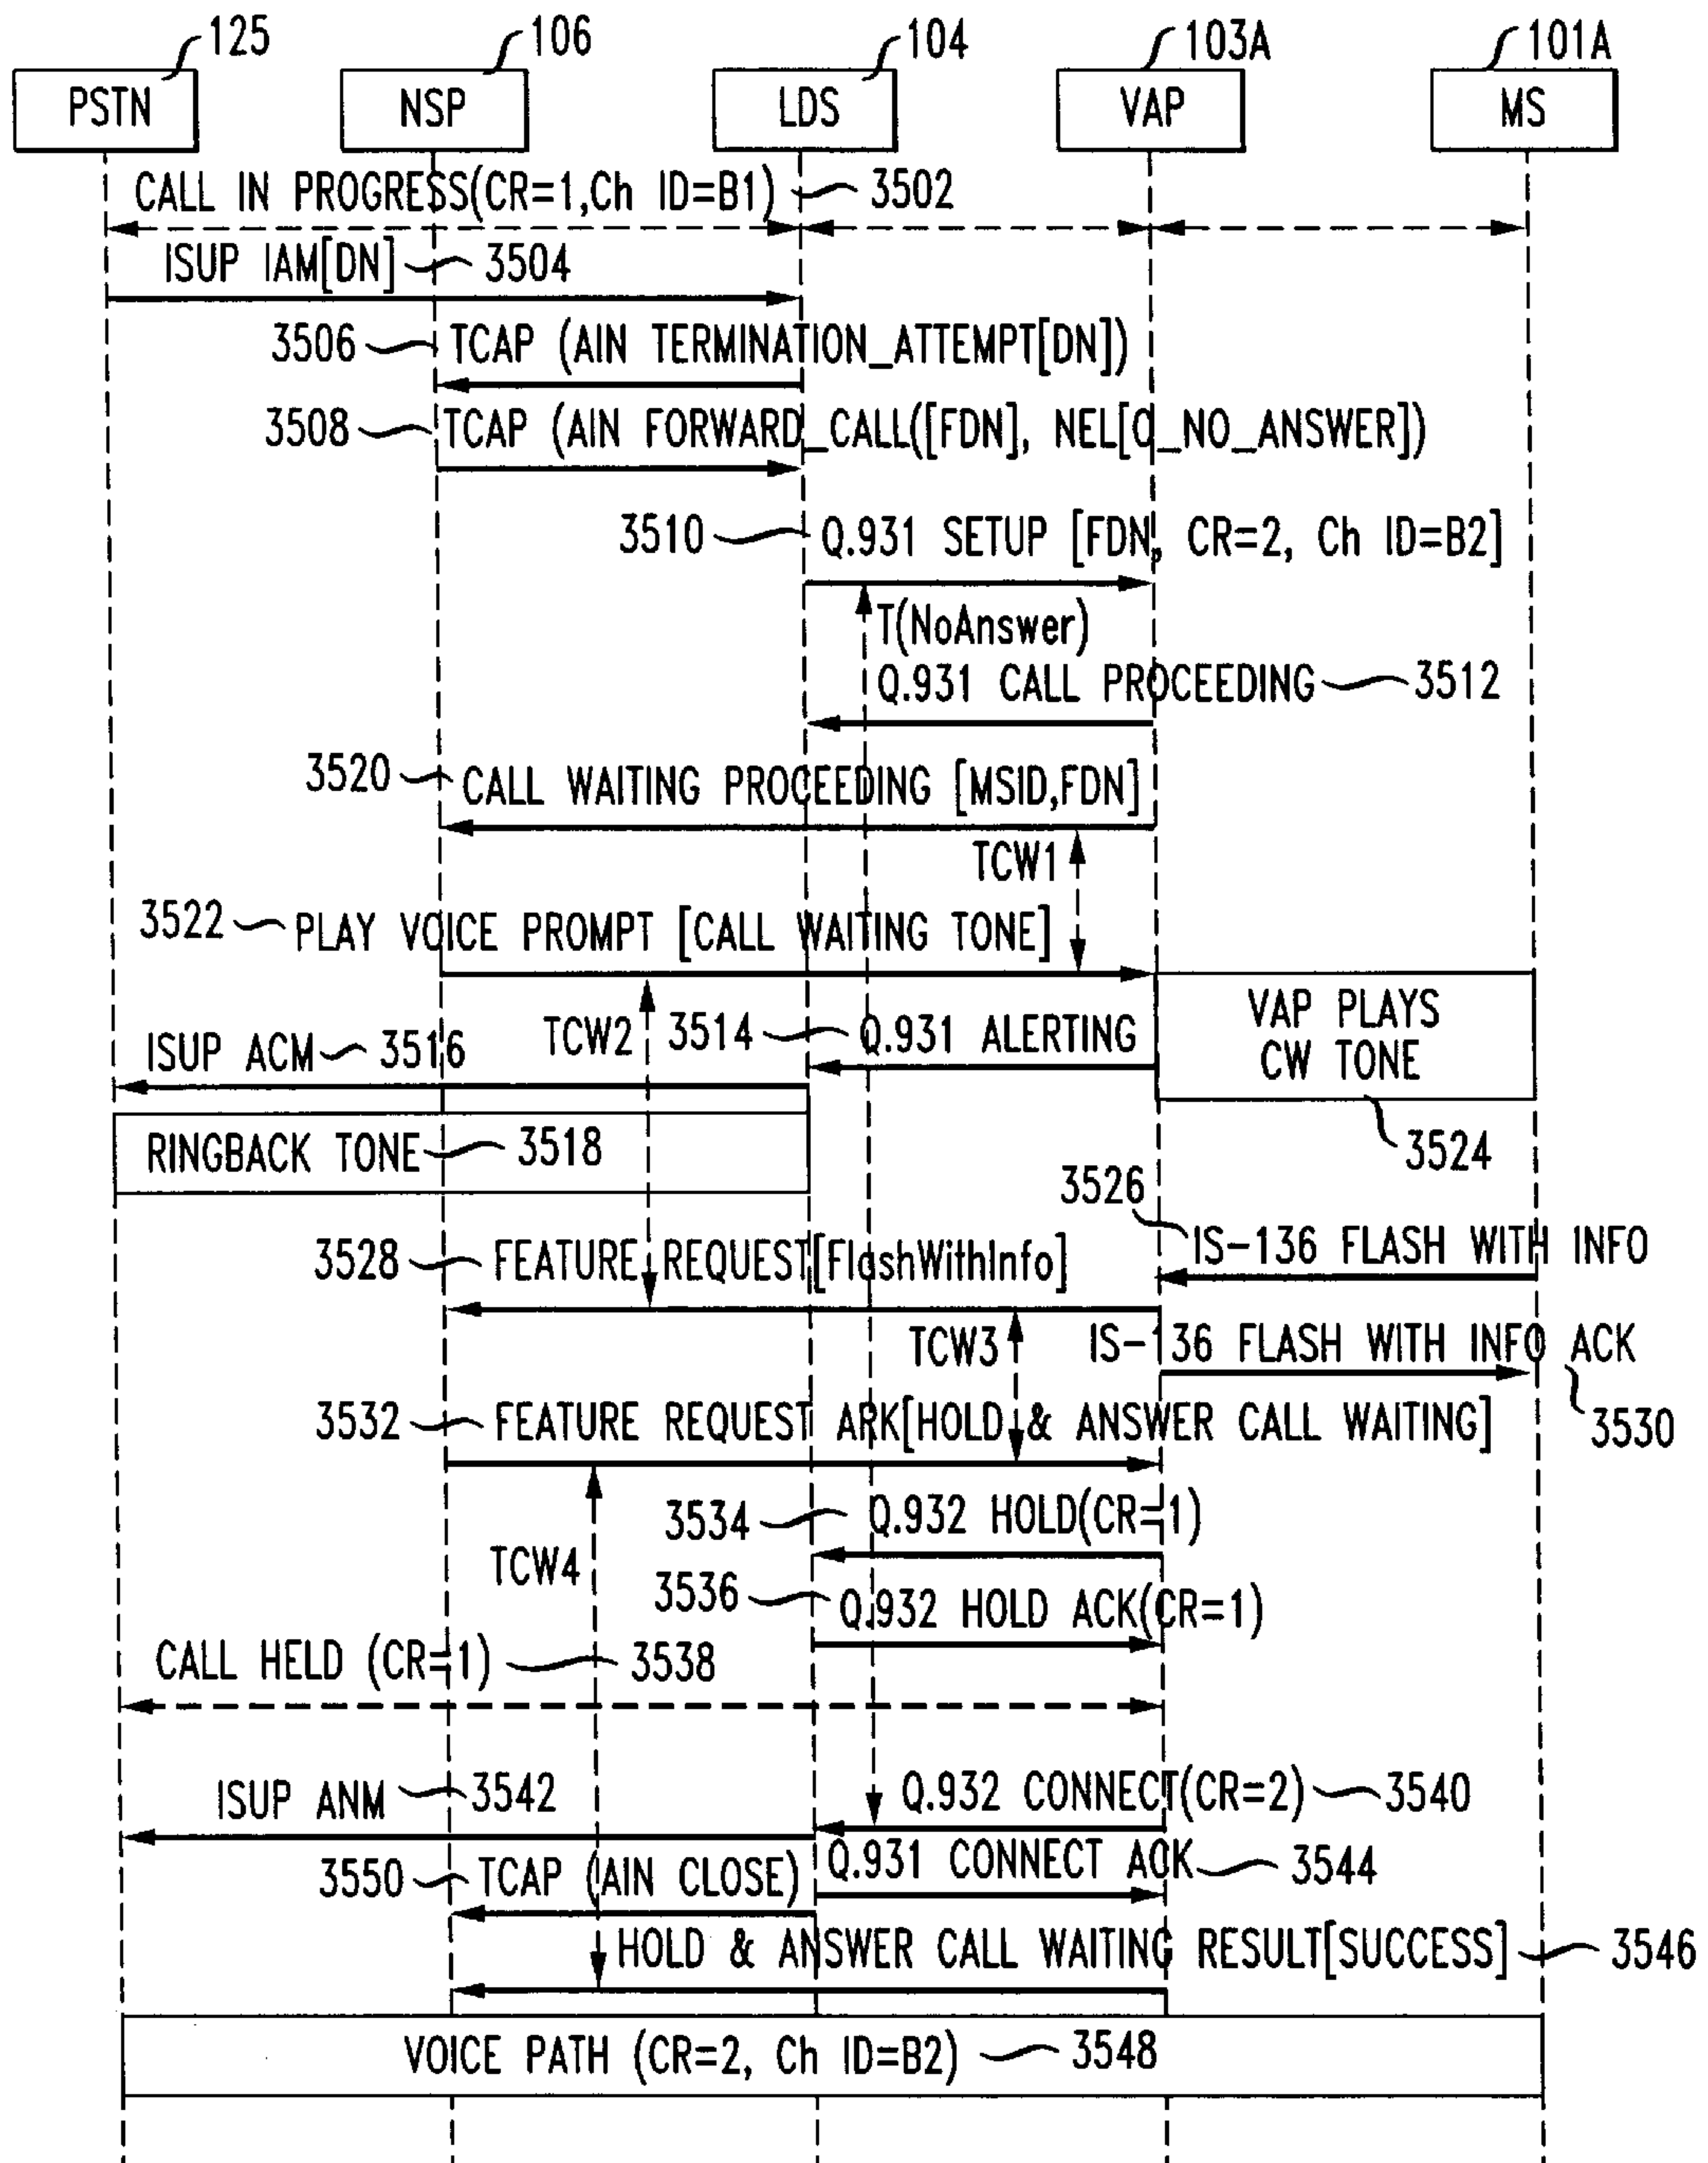 125 106 104 103A 101A
PSTN NSP LDS VAP MS
CALL IN PROGRESS(CR=1,Ch ID=B1) 3502
ISUP IAM[DN] 3504
3506 TCAP (AIN TERMINATION_ATTEMPT[DN])
3508 TCAP (AIN FORWARD_CALL([FDN], NEL[O_NO_ANSWER])
3510 Q.931 SETUP [FDN, CR=2, Ch ID=B2]
T(NoAnswer)
Q.931 CALL PROCEEDING 3512
3520 CALL WAITING PROCEEDING [MSID,FDN]
TCW1
3522 PLAY VOICE PROMPT [CALL WAITING TONE]
VAP PLAYS
CW TONE
3524
TCW2 3514 Q.931 ALERTING
ISUP ACM 3516
RINGBACK TONE 3518
3526
IS-136 FLASH WITH INFO
3528 FEATURE REQUEST[FlashWithInfo]
TCW3 IS-136 FLASH WITH INFO ACK
3530
3532 FEATURE REQUEST ARK[HOLD & ANSWER CALL WAITING]
3534 Q.932 HOLD(CR=1)
TCW4
3536 Q.932 HOLD ACK(CR=1)
CALL HELD (CR=1) 3538
Q.932 CONNECT(CR=2) 3540
ISUP ANM 3542
Q.931 CONNECT ACK 3544
3550 TCAP (AIN CLOSE)
HOLD & ANSWER CALL WAITING RESULT[SUCCESS] 3546
VOICE PATH (CR=2, Ch ID=B2) 3548